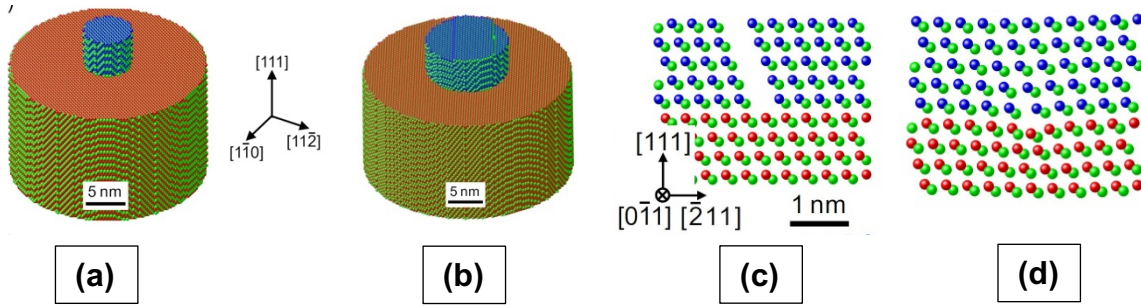 [111]
[11̄0]
[112̄]
5 nm
5 nm
[111]
[01̄1]
[2̄11]
1 nm
(a)
(b)
(c)
(d)